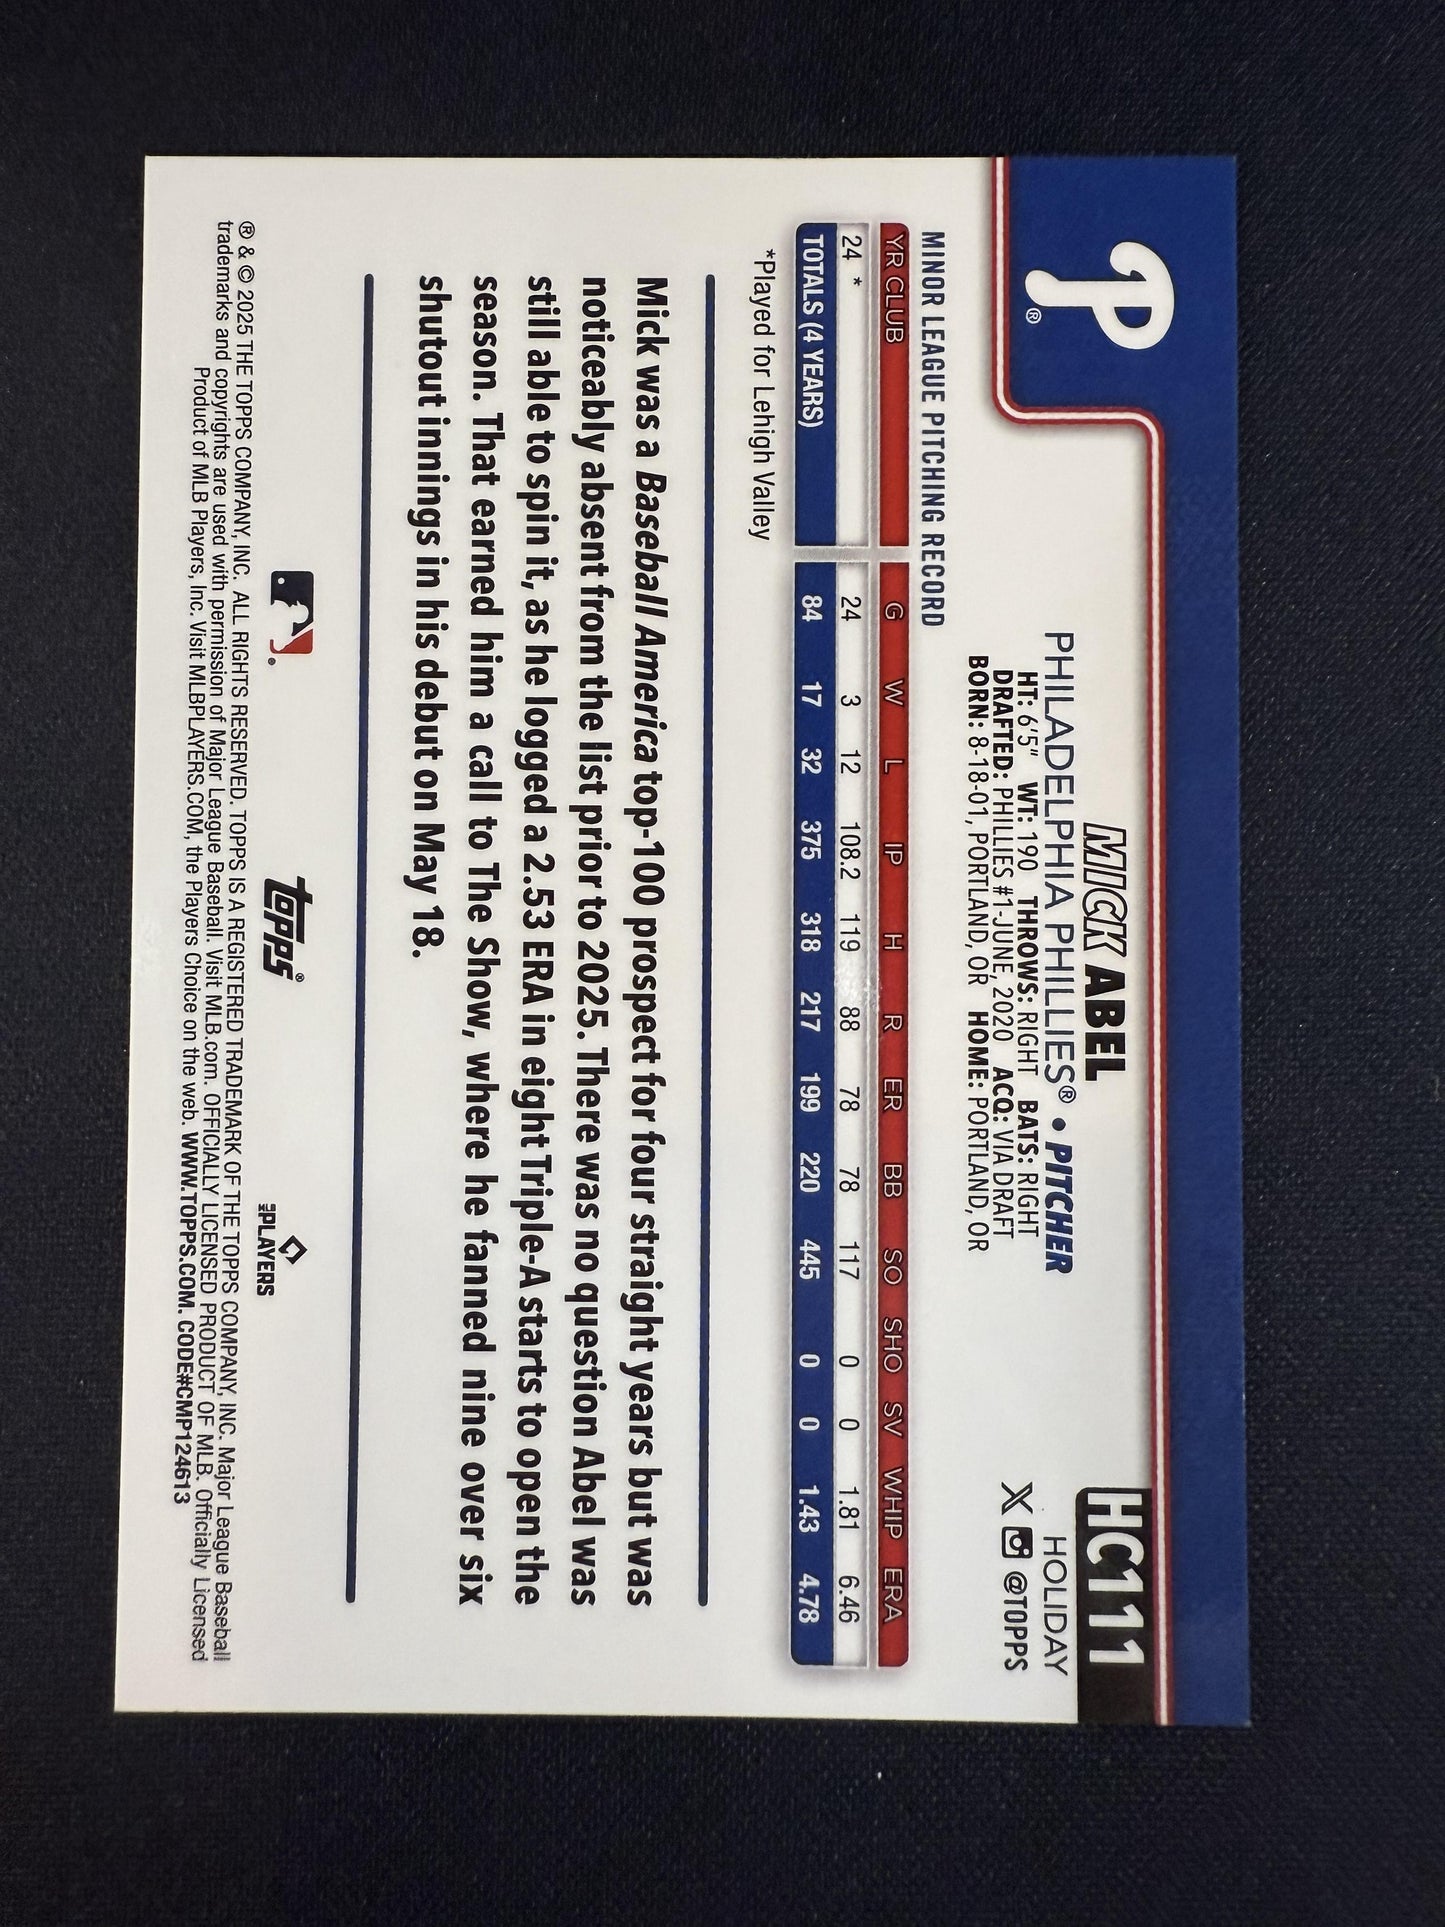 P®
HC111
MICK ABEL
PHILADELPHIA PHILLIES® • PITCHER
HOLIDAY
HT: 6'5" WT: 190 THROWS: RIGHT BATS: RIGHT
DRAFTED: PHILLIES #1-JUNE, 2020 ACQ: VIA DRAFT
BORN: 8-18-01, PORTLAND, OR HOME: PORTLAND, OR
X @TOPPS
MINOR LEAGUE PITCHING RECORD
YR CLUB G W L IP H R ER BB SO SHO SV WHIP ERA
24 * 24 3 12 108.2 119 88 78 78 117 0 0 1.81 6.46
TOTALS (4 YEARS) 84 17 32 375 318 217 199 220 445 0 0 1.43 4.78
*Played for Lehigh Valley
Mick was a Baseball America top-100 prospect for four straight years but was
noticeably absent from the list prior to 2025. There was no question Abel was
still able to spin it, as he logged a 2.53 ERA in eight Triple-A starts to open the
season. That earned him a call to The Show, where he fanned nine over six
shutout innings in his debut on May 18.
topps®
MLB PLAYERS
® & © 2025 THE TOPPS COMPANY, INC. ALL RIGHTS RESERVED. TOPPS IS A REGISTERED TRADEMARK OF THE TOPPS COMPANY, INC. Major League Baseball
trademarks and copyrights are used with permission of Major League Baseball. Visit MLB.com. OFFICIALLY LICENSED PRODUCT OF MLB. Officially Licensed
Product of MLB Players, Inc. Visit MLBPLAYERS.COM, the Players Choice on the web. WWW.TOPPS.COM. CODE#CMP124613